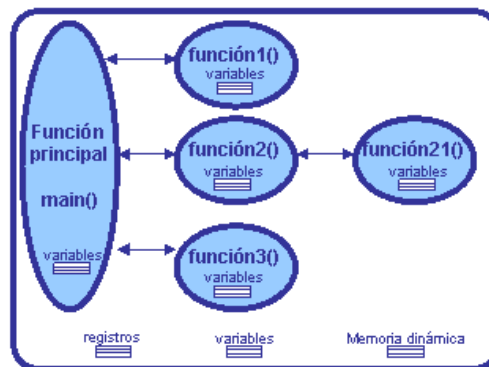 función1()
variables
Función
principal
main()
variables
función2()
variables
función21()
variables
función3()
variables
registros
variables
Memoria dinámica